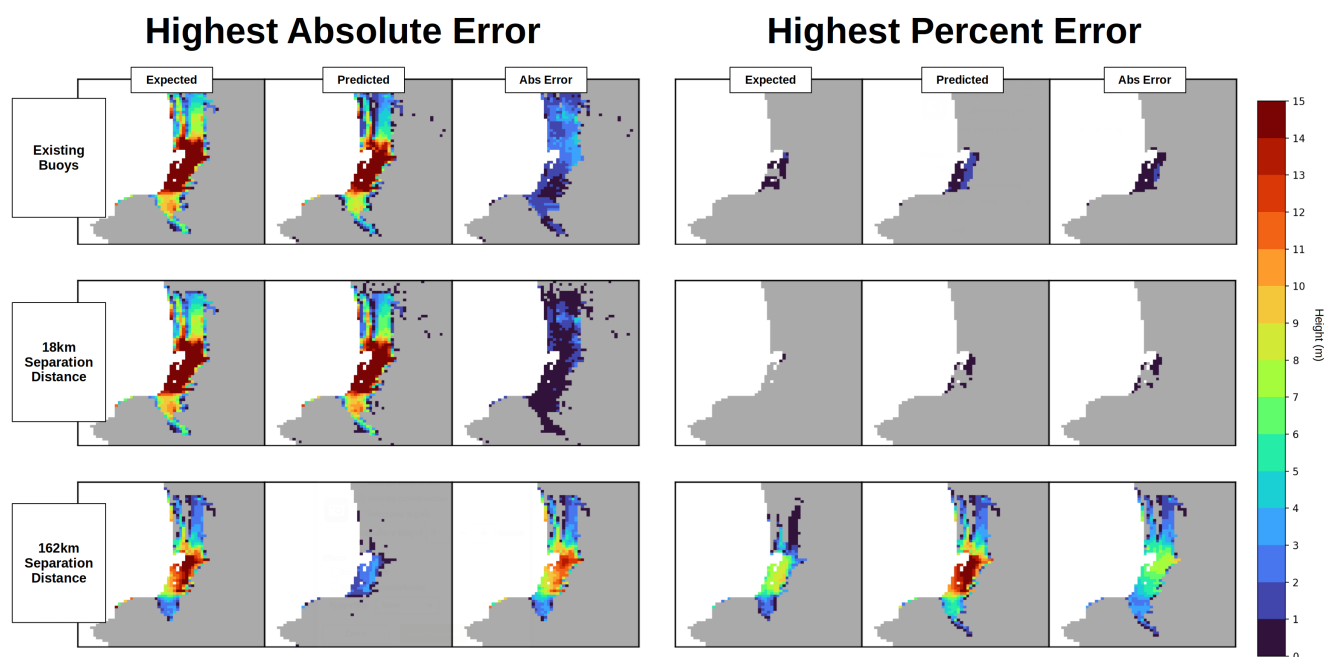 Highest Absolute Error
Highest Percent Error
Expected
Predicted
Abs Error
Expected
Predicted
Abs Error
Existing
Buoys
18km
Separation
Distance
162km
Separation
Distance
15
14
13
12
11
10
9
8
7
6
5
4
3
2
1
0
Height (m)